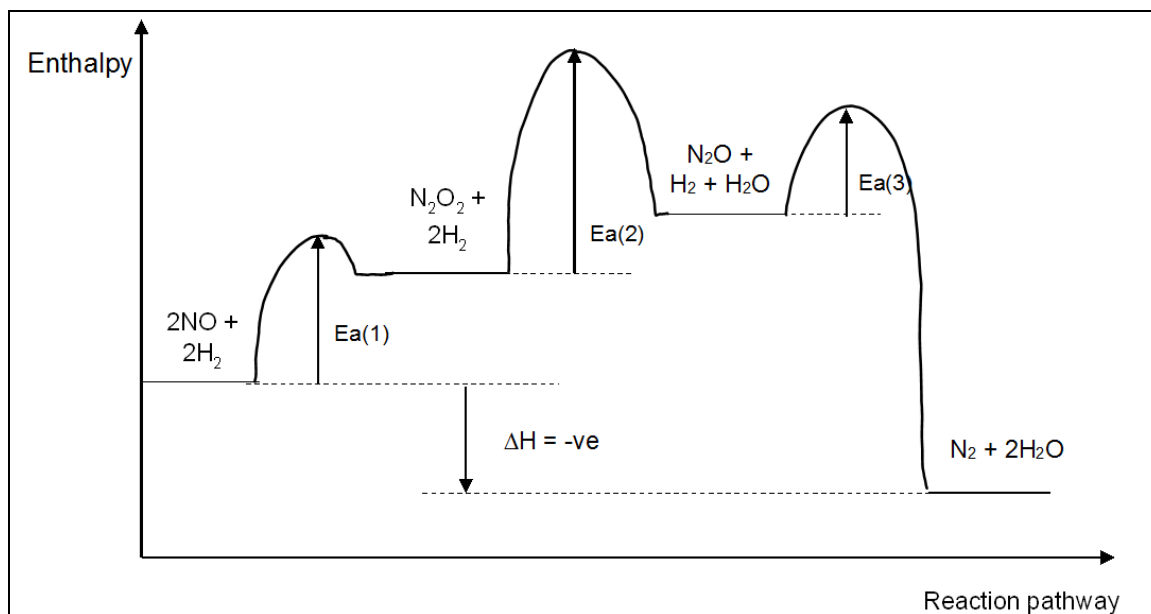 Enthalpy
N₂O +
H₂ + H₂O
Ea(3)
N₂O₂ +
2H₂
Ea(2)
2NO +
2H₂
Ea(1)
ΔH = -ve
N₂ + 2H₂O
Reaction pathway